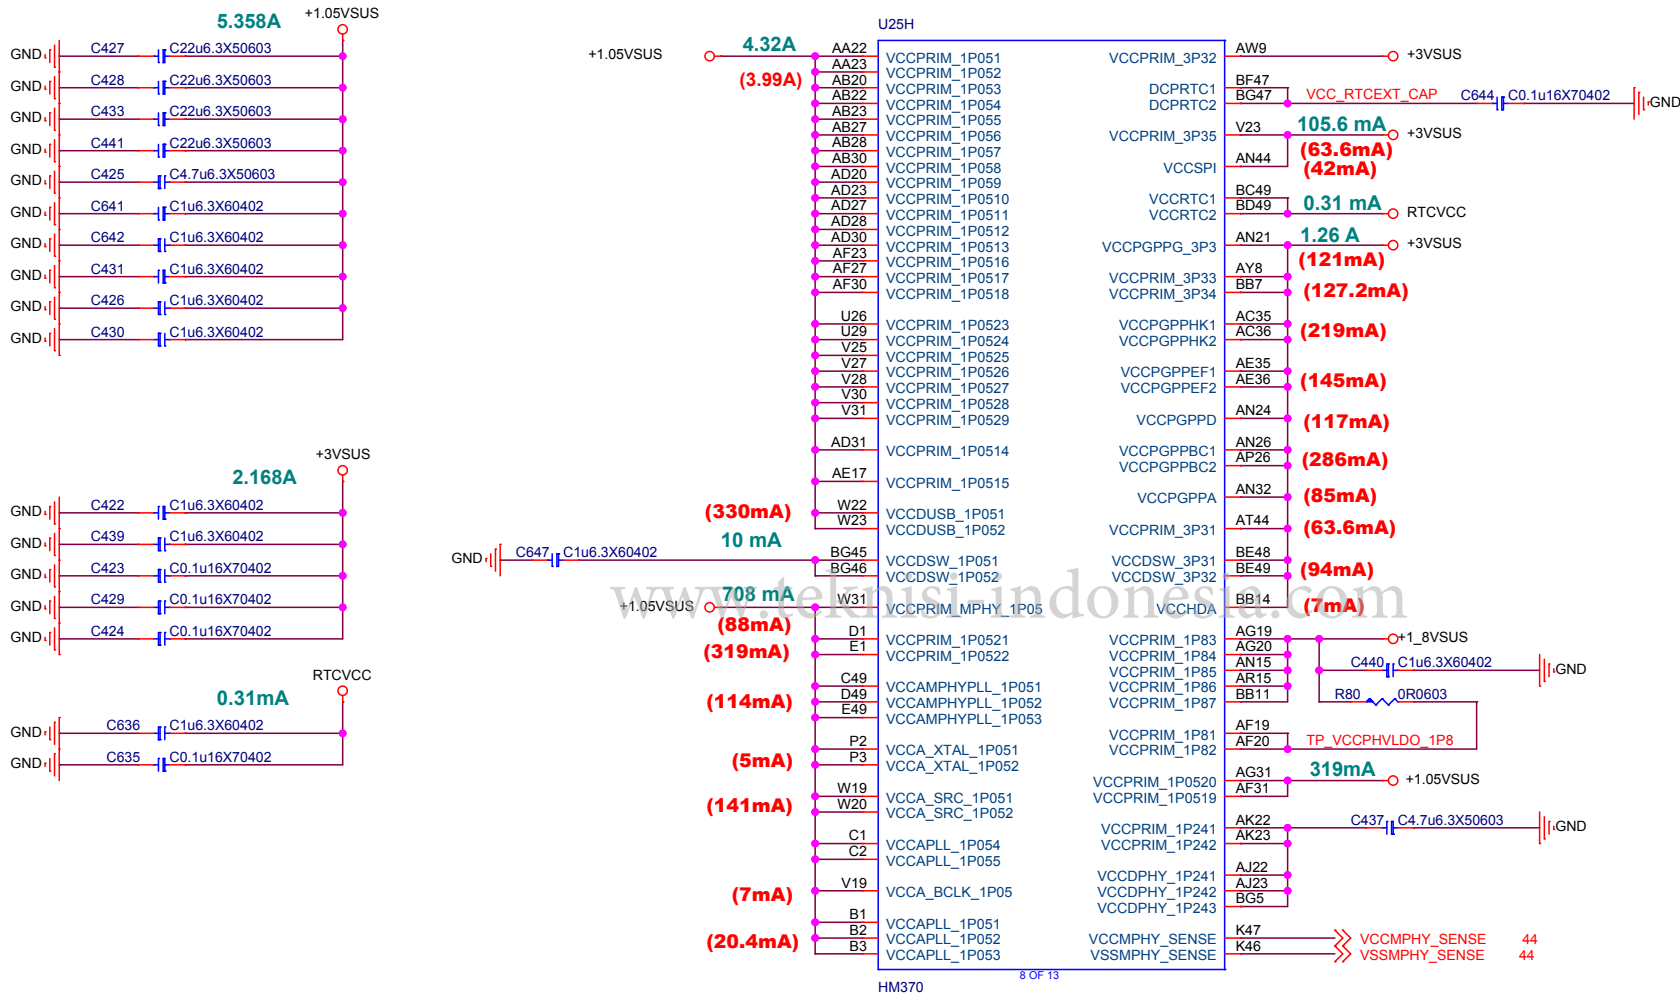 5.358A
+1.05VSUS
GND C427 C22u6.3X50603
GND C428 C22u6.3X50603
GND C433 C22u6.3X50603
GND C441 C22u6.3X50603
GND C425 C4.7u6.3X50603
GND C641 C1u6.3X60402
GND C642 C1u6.3X60402
GND C431 C1u6.3X60402
GND C426 C1u6.3X60402
GND C430 C1u6.3X60402
+3VSUS
2.168A
GND C422 C1u6.3X60402
GND C439 C1u6.3X60402
GND C423 C0.1u16X70402
GND C429 C0.1u16X70402
GND C424 C0.1u16X70402
RTCVCC
0.31mA
GND C636 C1u6.3X60402
GND C635 C0.1u16X70402
U25H
+1.05VSUS 4.32A
(3.99A)
AA22 VCCPRIM_1P051
AA23 VCCPRIM_1P052
AB20 VCCPRIM_1P053
AB22 VCCPRIM_1P054
AB23 VCCPRIM_1P055
AB27 VCCPRIM_1P056
AB28 VCCPRIM_1P057
AB30 VCCPRIM_1P058
AD20 VCCPRIM_1P059
AD23 VCCPRIM_1P0510
AD27 VCCPRIM_1P0511
AD28 VCCPRIM_1P0512
AD30 VCCPRIM_1P0513
AF23 VCCPRIM_1P0516
AF27 VCCPRIM_1P0517
AF30 VCCPRIM_1P0518
U26 VCCPRIM_1P0523
U29 VCCPRIM_1P0524
V25 VCCPRIM_1P0525
V27 VCCPRIM_1P0526
V28 VCCPRIM_1P0527
V30 VCCPRIM_1P0528
V31 VCCPRIM_1P0529
AD31 VCCPRIM_1P0514
AE17 VCCPRIM_1P0515
(330mA)
W22 VCCDUSB_1P051
W23 VCCDUSB_1P052
10 mA
GND C647 C1u6.3X60402
BG45 VCCDSW_1P051
BG46 VCCDSW_1P052
+1.05VSUS 708 mA
W31 VCCPRIM_MPHY_1P05
(88mA)
D1 VCCPRIM_1P0521
E1 VCCPRIM_1P0522
(319mA)
C49 VCCAMPHYPLL_1P051
D49 VCCAMPHYPLL_1P052
E49 VCCAMPHYPLL_1P053
(114mA)
P2 VCCA_XTAL_1P051
P3 VCCA_XTAL_1P052
(5mA)
W19 VCCA_SRC_1P051
W20 VCCA_SRC_1P052
(141mA)
C1 VCCAPLL_1P054
C2 VCCAPLL_1P055
V19 VCCA_BCLK_1P05
(7mA)
B1 VCCAPLL_1P051
B2 VCCAPLL_1P052
B3 VCCAPLL_1P053
(20.4mA)
VCCPRIM_3P32 AW9 +3VSUS
DCPRTC1 BF47
DCPRTC2 BG47 VCC_RTCEXT_CAP C644 C0.1u16X70402 GND
VCCPRIM_3P35 V23 105.6 mA +3VSUS
(63.6mA)
VCCSPI AN44 (42mA)
VCCRTC1 BC49
VCCRTC2 BD49 0.31 mA RTCVCC
VCCPGPPG_3P3 AN21 1.26 A +3VSUS
(121mA)
VCCPRIM_3P33 AY8
VCCPRIM_3P34 BB7 (127.2mA)
VCCPGPPHK1 AC35
VCCPGPPHK2 AC36 (219mA)
VCCPGPPEF1 AE35
VCCPGPPEF2 AE36 (145mA)
VCCPGPPD AN24 (117mA)
VCCPGPPBC1 AN26
VCCPGPPBC2 AP26 (286mA)
VCCPGPPA AN32 (85mA)
VCCPRIM_3P31 AT44 (63.6mA)
VCCDSW_3P31 BE48
VCCDSW_3P32 BE49 (94mA)
VCCHDA BB14 (7mA)
VCCPRIM_1P83 AG19 +1_8VSUS
VCCPRIM_1P84 AG20
VCCPRIM_1P85 AN15 C440 C1u6.3X60402 GND
VCCPRIM_1P86 AR15
VCCPRIM_1P87 BB11 R80 0R0603
VCCPRIM_1P81 AF19
VCCPRIM_1P82 AF20 TP_VCCPHVLDO_1P8
VCCPRIM_1P0520 AG31 319mA +1.05VSUS
VCCPRIM_1P0519 AF31
VCCPRIM_1P241 AK22 C437 C4.7u6.3X50603 GND
VCCPRIM_1P242 AK23
VCCDPHY_1P241 AJ22
VCCDPHY_1P242 AJ23
VCCDPHY_1P243 BG5
VCCMPHY_SENSE K47 VCCMPHY_SENSE 44
VSSMPHY_SENSE K46 VSSMPHY_SENSE 44
8 OF 13
HM370
www.teknisi-indonesia.com